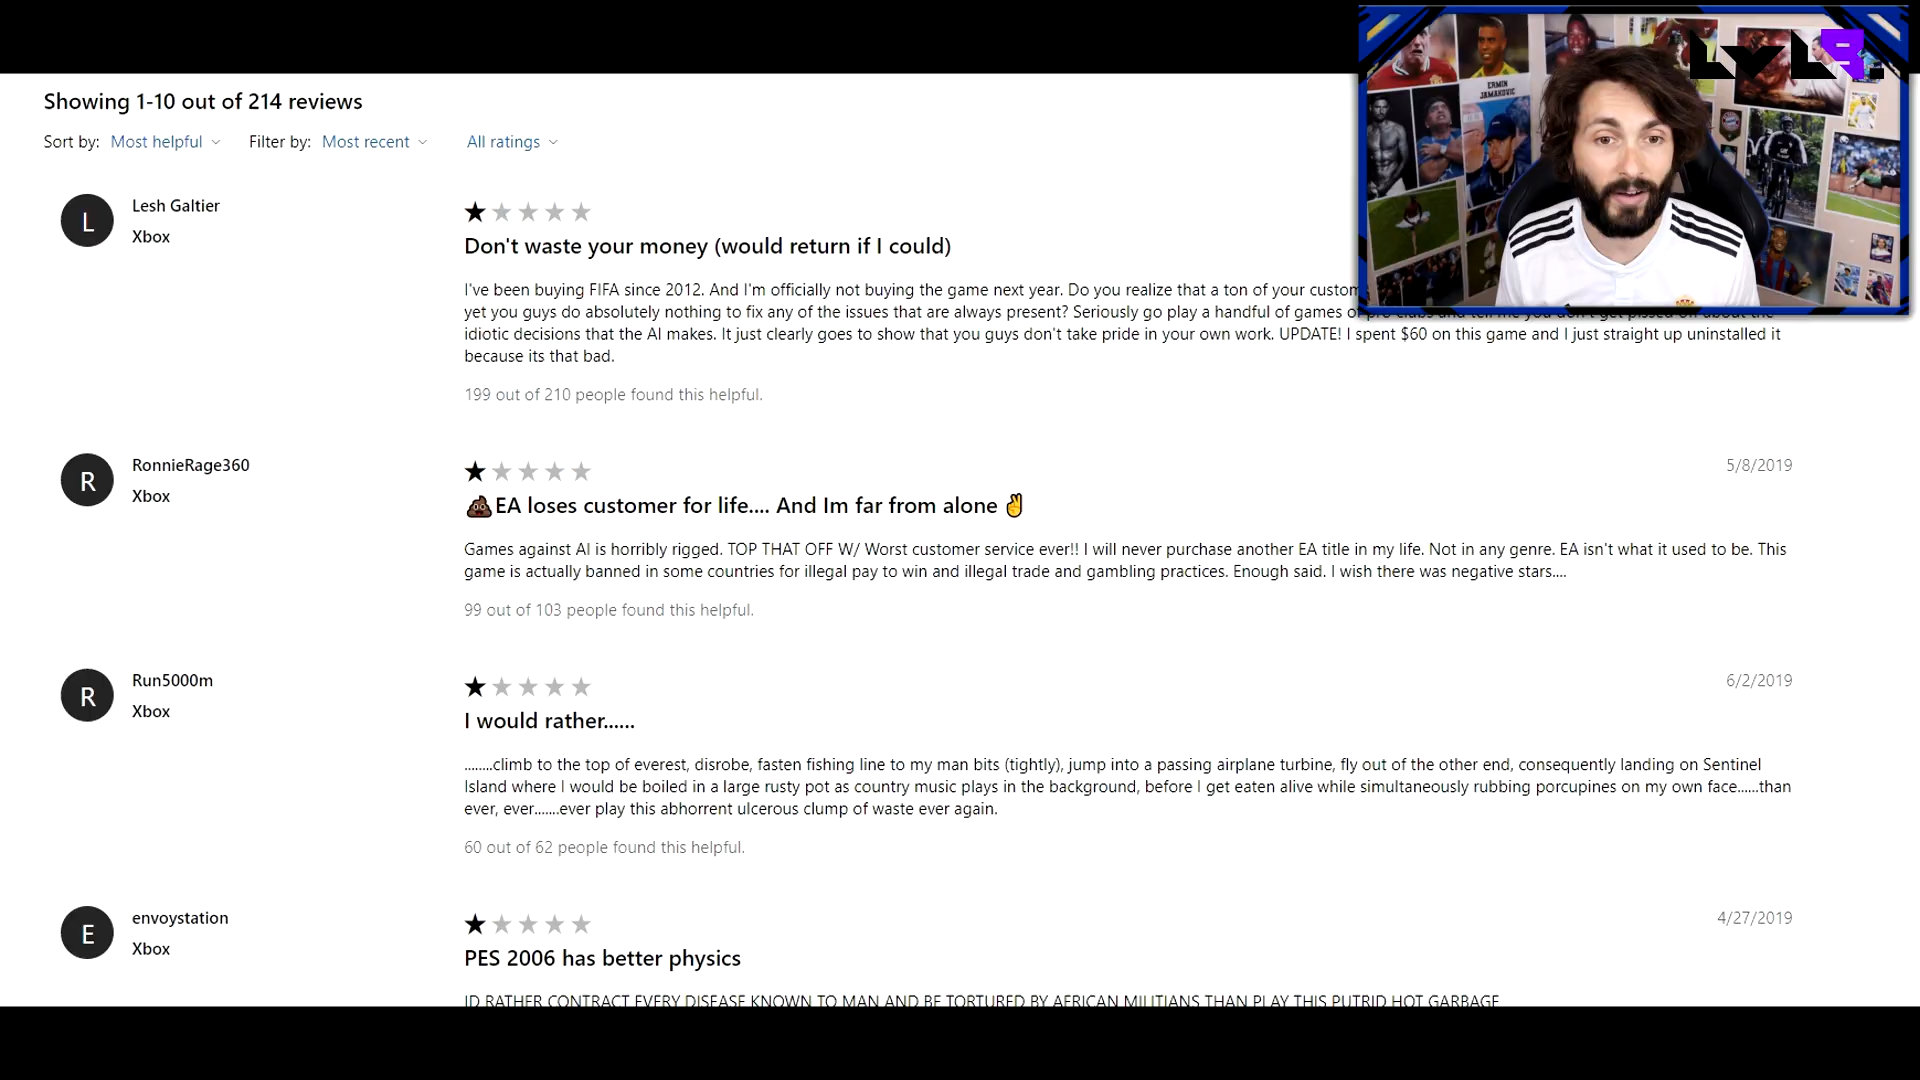 Showing 1-10 out of 214 reviews
Sort by: Most helpful Filter by: Most recent All ratings
L
Lesh Galtier
Xbox
Don't waste your money (would return if I could)
I've been buying FIFA since 2012. And I'm officially not buying the game next year. Do you realize that a ton of your custom
yet you guys do absolutely nothing to fix any of the issues that are always present? Seriously go play a handful of games of pro clubs and tell me you don't get pissed off about the
idiotic decisions that the AI makes. It just clearly goes to show that you guys don't take pride in your own work. UPDATE! I spent $60 on this game and I just straight up uninstalled it
because its that bad.
199 out of 210 people found this helpful.
R
RonnieRage360
Xbox
5/8/2019
💩EA loses customer for life.... And Im far from alone ✌
Games against AI is horribly rigged. TOP THAT OFF W/ Worst customer service ever!! I will never purchase another EA title in my life. Not in any genre. EA isn't what it used to be. This
game is actually banned in some countries for illegal pay to win and illegal trade and gambling practices. Enough said. I wish there was negative stars....
99 out of 103 people found this helpful.
R
Run5000m
Xbox
6/2/2019
I would rather......
........climb to the top of everest, disrobe, fasten fishing line to my man bits (tightly), jump into a passing airplane turbine, fly out of the other end, consequently landing on Sentinel
Island where I would be boiled in a large rusty pot as country music plays in the background, before I get eaten alive while simultaneously rubbing porcupines on my own face......than
ever, ever.......ever play this abhorrent ulcerous clump of waste ever again.
60 out of 62 people found this helpful.
E
envoystation
Xbox
4/27/2019
PES 2006 has better physics
ID RATHER CONTRACT EVERY DISEASE KNOWN TO MAN AND BE TORTURED BY AFRICAN MILITIANS THAN PLAY THIS PUTRID HOT GARBAGE
ERMIN
JAMAKOVIC